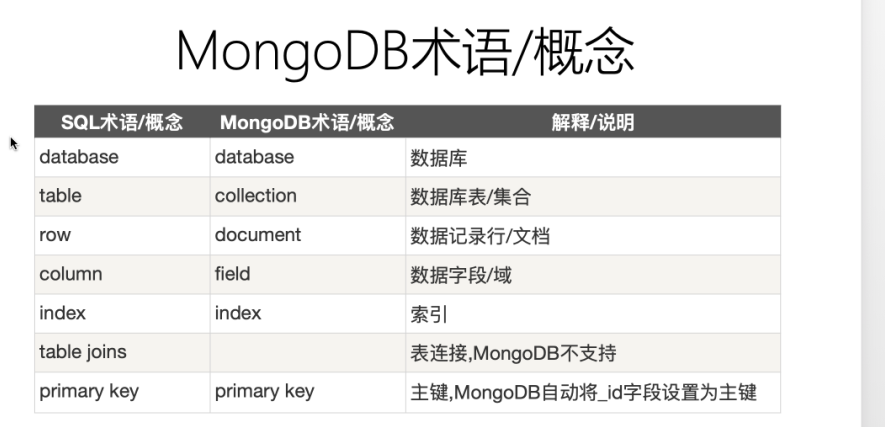 MongoDB术语/概念
SQL术语/概念 MongoDB术语/概念 解释/说明
database database 数据库
table collection 数据库表/集合
row document 数据记录行/文档
column field 数据字段/域
index index 索引
table joins 表连接,MongoDB不支持
primary key primary key 主键,MongoDB自动将_id字段设置为主键